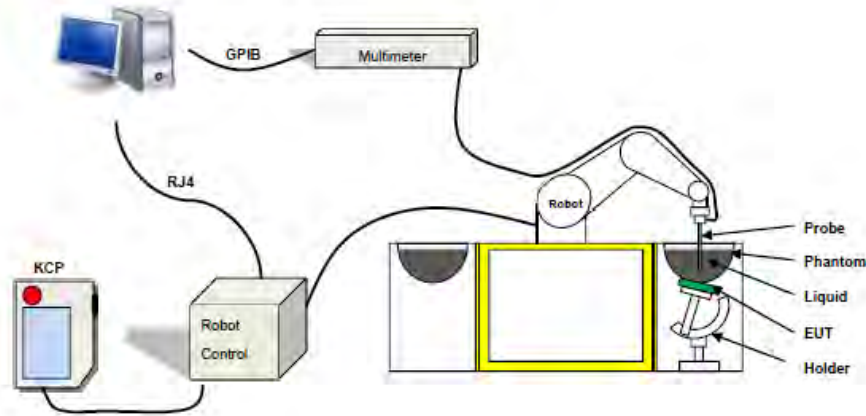 GPIB
Multimeter
RJ4
Robot
Probe
Phantom
Liquid
EUT
Holder
KCP
Robot
Control